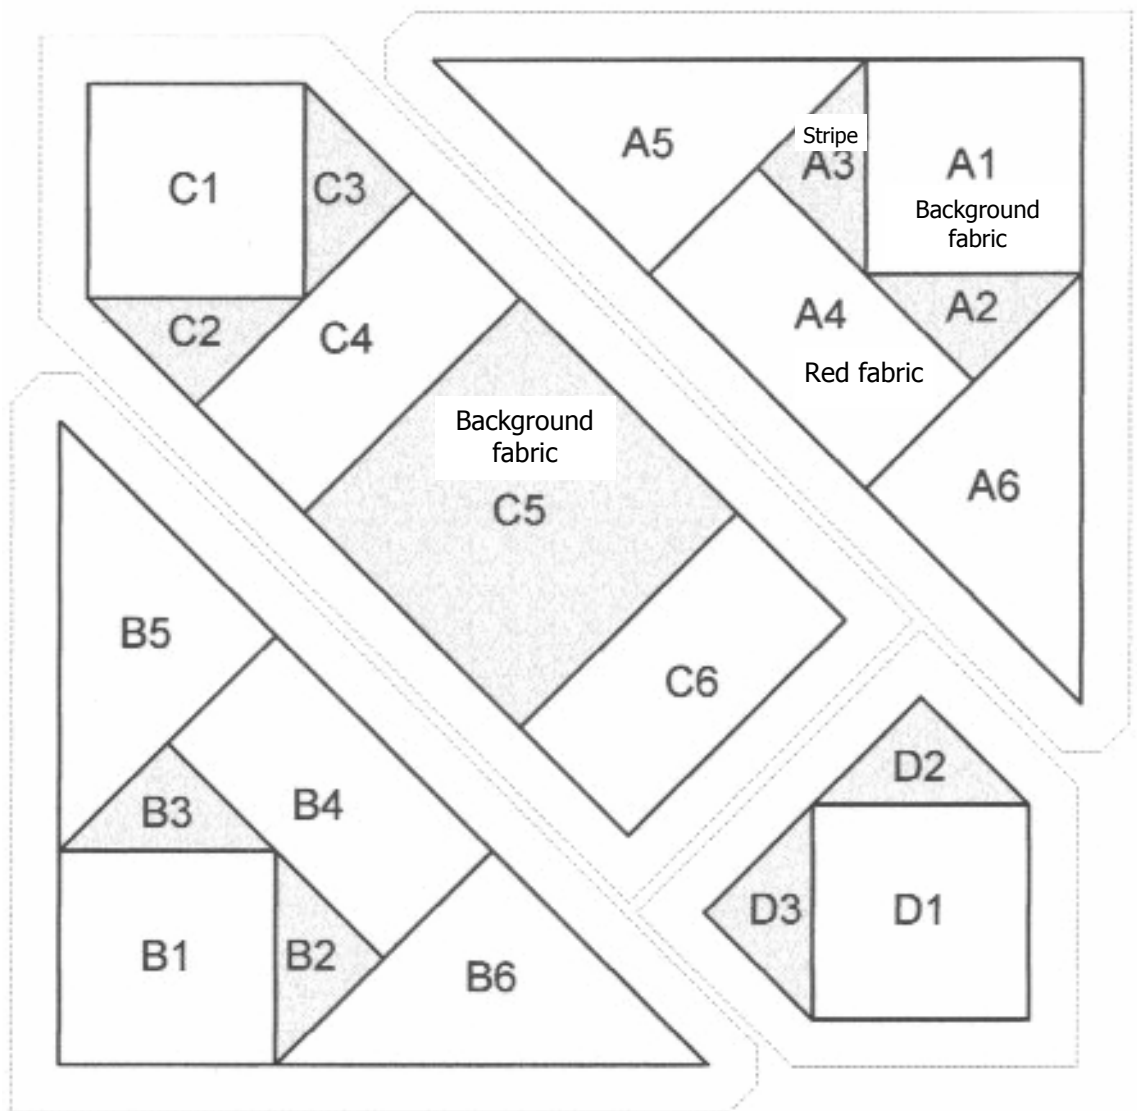 A5
Stripe
A3
A1
Background
fabric
A2
A4
Red fabric
A6
C1
C3
C2
C4
Background
fabric
C5
C6
B5
B3
B4
B1
B2
B6
D2
D3
D1